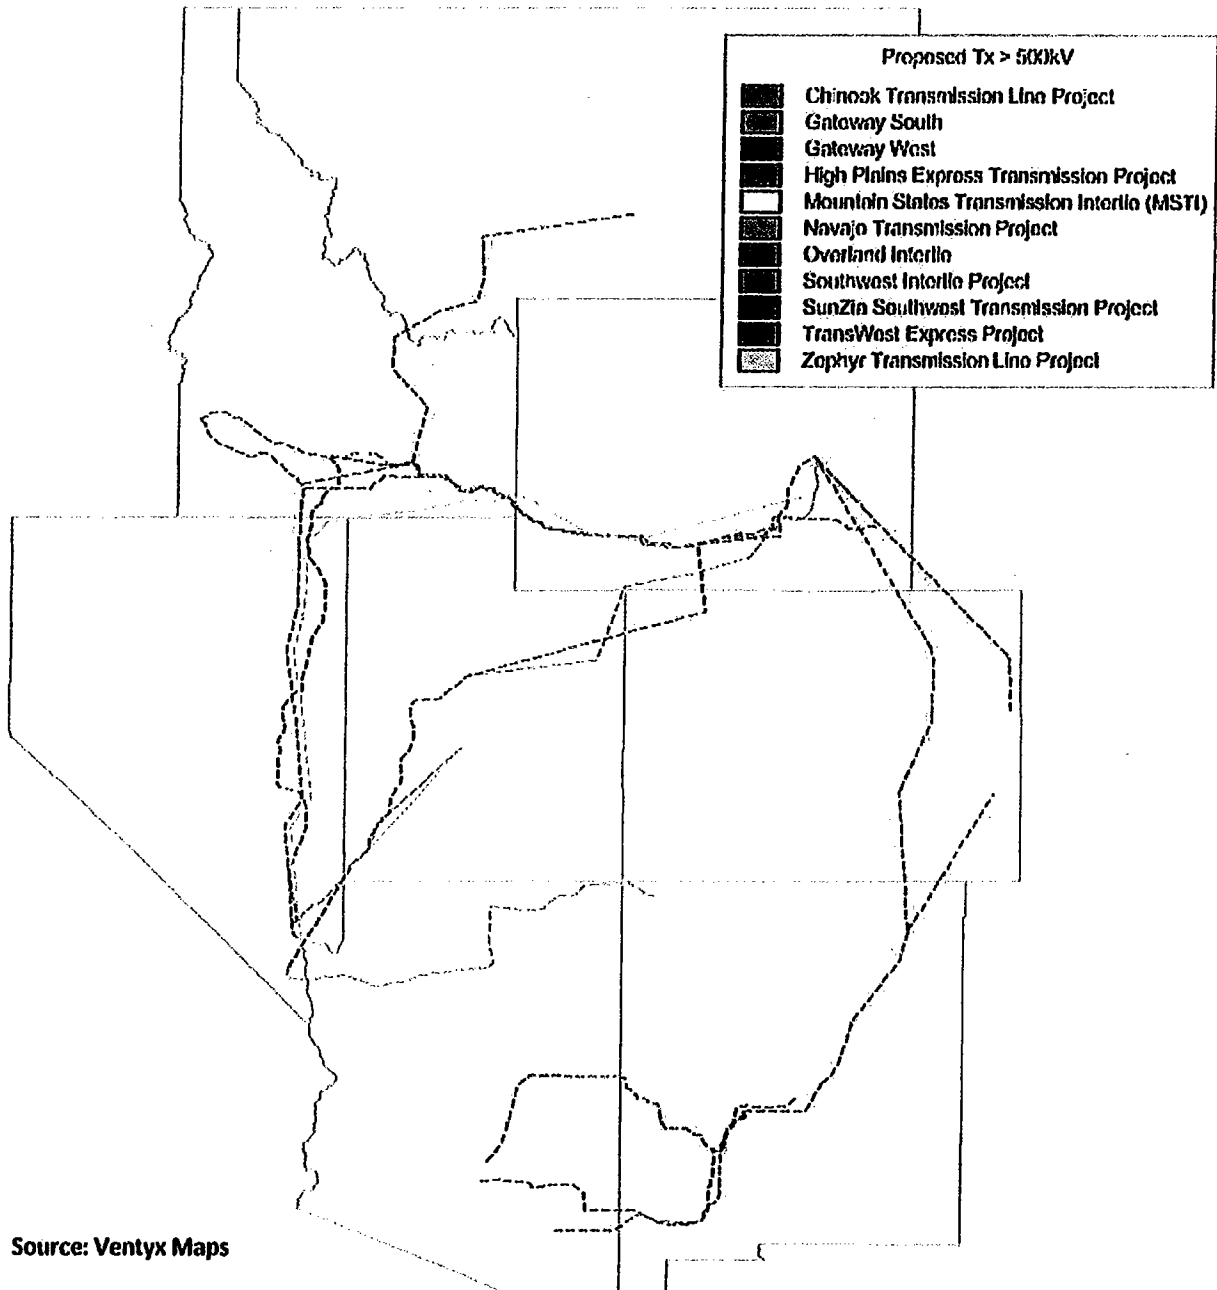 Proposed Tx > 500kV
Chinook Transmission Line Project
Gateway South
Gateway West
High Plains Express Transmission Project
Mountain States Transmission Intertie (MSTI)
Navajo Transmission Project
Overland Intertie
Southwest Intertie Project
SunZia Southwest Transmission Project
TransWest Express Project
Zephyr Transmission Line Project
Source: Ventyx Maps